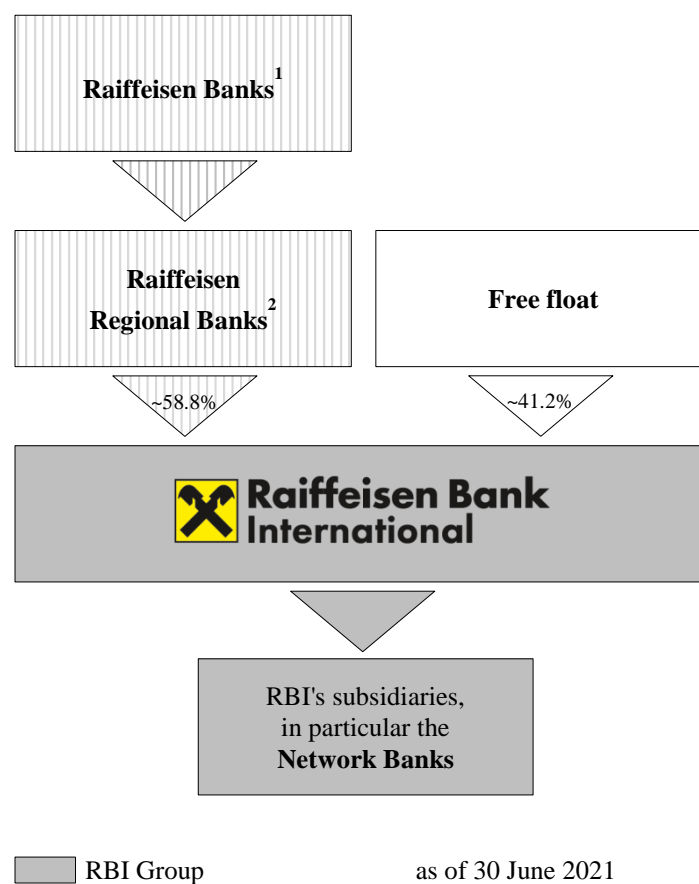 Raiffeisen Banks1
Raiffeisen
Regional Banks2
Free float
~58.8%
~41.2%
Raiffeisen Bank
International
RBI's subsidiaries,
in particular the
Network Banks
RBI Group
as of 30 June 2021